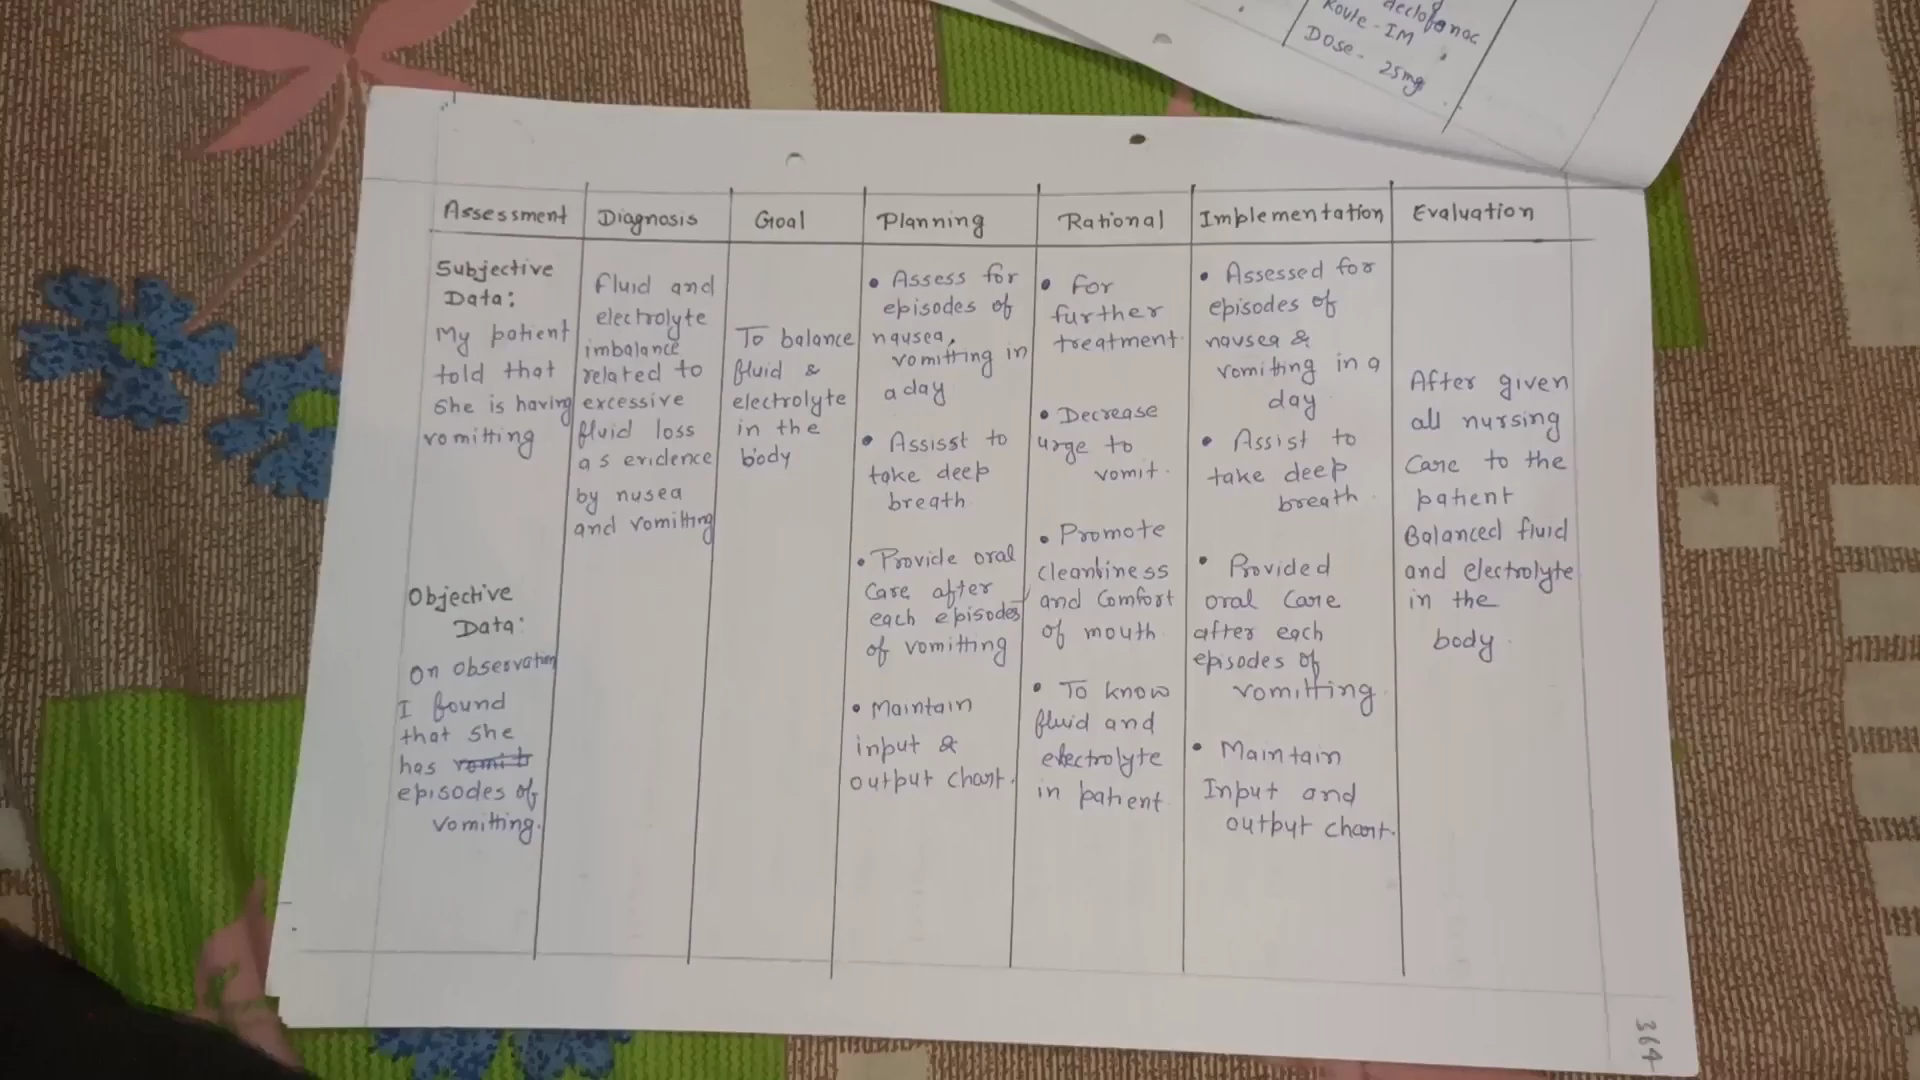 declofenac
Route - IM
Dose - 25mg
Assessment
Diagnosis
Goal
Planning
Rational
Implementation
Evaluation
Subjective
Data:
My patient
told that
she is having
vomitting
Objective
Data:
On observation
I found
that she
has vomit
episodes of
vomitting.
fluid and
electrolyte
imbalance
related to
excessive
fluid loss
as evidence
by nusea
and vomitting
To balance
fluid &
electrolyte
in the
body
• Assess for
episodes of
nausea,
vomitting in
a day
• Assisst to
take deep
breath
• Provide oral
Care after
each episodes
of vomitting
• Maintain
input &
output chart.
• For
further
treatment
• Decrease
urge to
vomit.
• Promote
cleanliness
and comfort
of mouth
• To know
fluid and
electrolyte
in patient
• Assessed for
episodes of
nausea &
vomitting in a
day
• Assist to
take deep
breath.
• Provided
oral Care
after each
episodes of
vomitting.
• Maintain
Input and
output chart.
After given
all nursing
Care to the
patient
Balanced fluid
and electrolyte
in the
body.
364